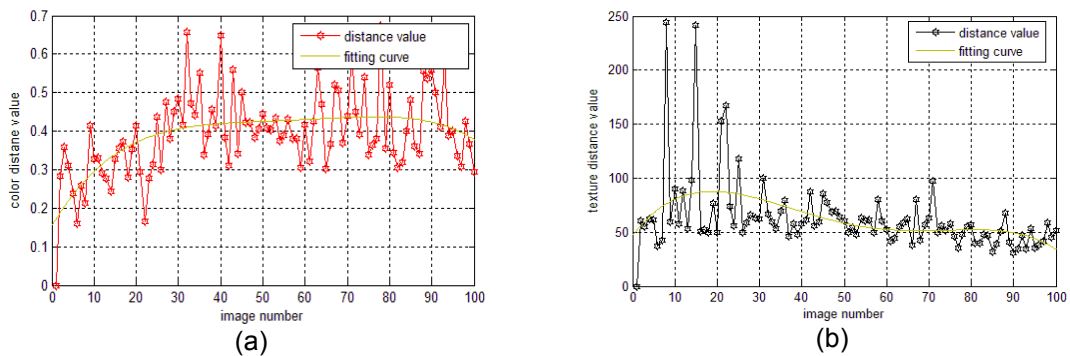 0.7
0.6
0.5
0.4
0.3
0.2
0.1
0
color distane value
distance value
fitting curve
0 10 20 30 40 50 60 70 80 90 100
image number
(a)
250
200
150
100
50
0
texture distance value
distance value
fitting curve
0 10 20 30 40 50 60 70 80 90 100
image number
(b)